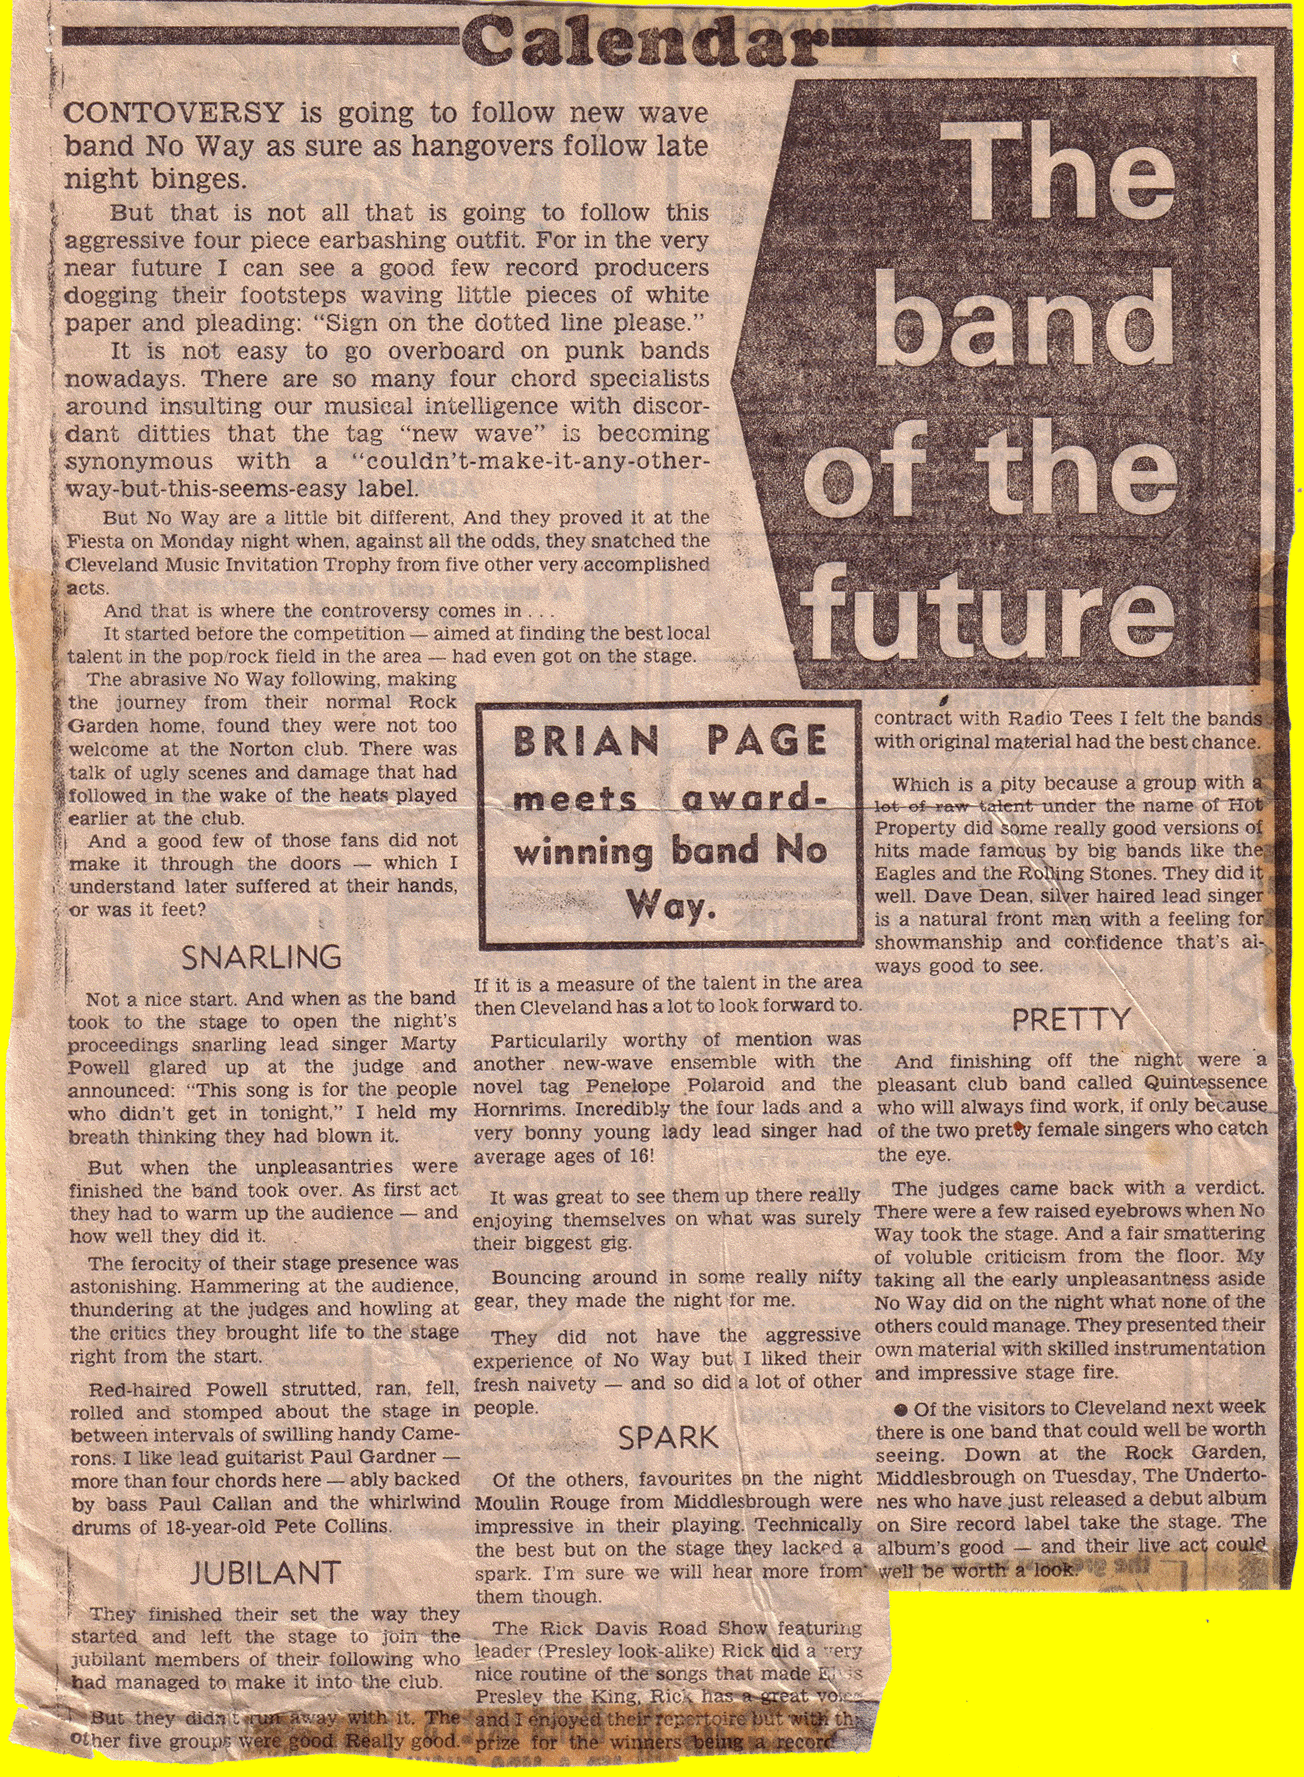 Calendar
The
band
of the
future
CONTOVERSY is going to follow new wave
band No Way as sure as hangovers follow late
night binges.
But that is not all that is going to follow this
aggressive four piece earbashing outfit. For in the very
near future I can see a good few record producers
dogging their footsteps waving little pieces of white
paper and pleading: “Sign on the dotted line please.”
It is not easy to go overboard on punk bands
nowadays. There are so many four chord specialists
around insulting our musical intelligence with discor-
dant ditties that the tag “new wave” is becoming
synonymous with a “couldn't-make-it-any-other-
way-but-this-seems-easy label.
But No Way are a little bit different, And they proved it at the
Fiesta on Monday night when, against all the odds, they snatched the
Cleveland Music Invitation Trophy from five other very accomplished
acts.
And that is where the controversy comes in . . .
It started before the competition — aimed at finding the best local
talent in the pop/rock field in the area — had even got on the stage.
The abrasive No Way following, making
the journey from their normal Rock
Garden home, found they were not too
welcome at the Norton club. There was
talk of ugly scenes and damage that had
followed in the wake of the heats played
earlier at the club.
And a good few of those fans did not
make it through the doors — which I
understand later suffered at their hands,
or was it feet?
SNARLING
Not a nice start. And when as the band
took to the stage to open the night's
proceedings snarling lead singer Marty
Powell glared up at the judge and
announced: “This song is for the people
who didn't get in tonight,” I held my
breath thinking they had blown it.
But when the unpleasantries were
finished the band took over. As first act
they had to warm up the audience — and
how well they did it.
The ferocity of their stage presence was
astonishing. Hammering at the audience,
thundering at the judges and howling at
the critics they brought life to the stage
right from the start.
Red-haired Powell strutted, ran, fell,
rolled and stomped about the stage in
between intervals of swilling handy Came-
rons. I like lead guitarist Paul Gardner —
more than four chords here — ably backed
by bass Paul Callan and the whirlwind
drums of 18-year-old Pete Collins.
JUBILANT
They finished their set the way they
started and left the stage to join the
jubilant members of their following who
had managed to make it into the club.
But they didn't run away with it. The
other five groups were good. Really good.
BRIAN PAGE
meets award-
winning band No
Way.
If it is a measure of the talent in the area
then Cleveland has a lot to look forward to.
Particularily worthy of mention was
another new-wave ensemble with the
novel tag Penelope Polaroid and the
Hornrims. Incredibly the four lads and a
very bonny young lady lead singer had
average ages of 16!
It was great to see them up there really
enjoying themselves on what was surely
their biggest gig.
Bouncing around in some really nifty
gear, they made the night for me.
They did not have the aggressive
experience of No Way but I liked their
fresh naivety — and so did a lot of other
people.
SPARK
Of the others, favourites on the night
Moulin Rouge from Middlesbrough were
impressive in their playing. Technically
the best but on the stage they lacked a
spark. I'm sure we will hear more from
them though.
The Rick Davis Road Show featuring
leader (Presley look-alike) Rick did a very
nice routine of the songs that made Elvis
Presley the King, Rick has a great voice
and I enjoyed their repertoire but with the
prize for the winners being a record
contract with Radio Tees I felt the bands
with original material had the best chance.
Which is a pity because a group with a
lot of raw talent under the name of Hot
Property did some really good versions of
hits made famous by big bands like the
Eagles and the Rolling Stones. They did it
well. Dave Dean, silver haired lead singer
is a natural front man with a feeling for
showmanship and confidence that's al-
ways good to see.
PRETTY
And finishing off the night were a
pleasant club band called Quintessence
who will always find work, if only because
of the two pretty female singers who catch
the eye.
The judges came back with a verdict.
There were a few raised eyebrows when No
Way took the stage. And a fair smattering
of voluble criticism from the floor. My
taking all the early unpleasantness aside
No Way did on the night what none of the
others could manage. They presented their
own material with skilled instrumentation
and impressive stage fire.
● Of the visitors to Cleveland next week
there is one band that could well be worth
seeing. Down at the Rock Garden,
Middlesbrough on Tuesday, The Underto-
nes who have just released a debut album
on Sire record label take the stage. The
album's good — and their live act could
well be worth a look.